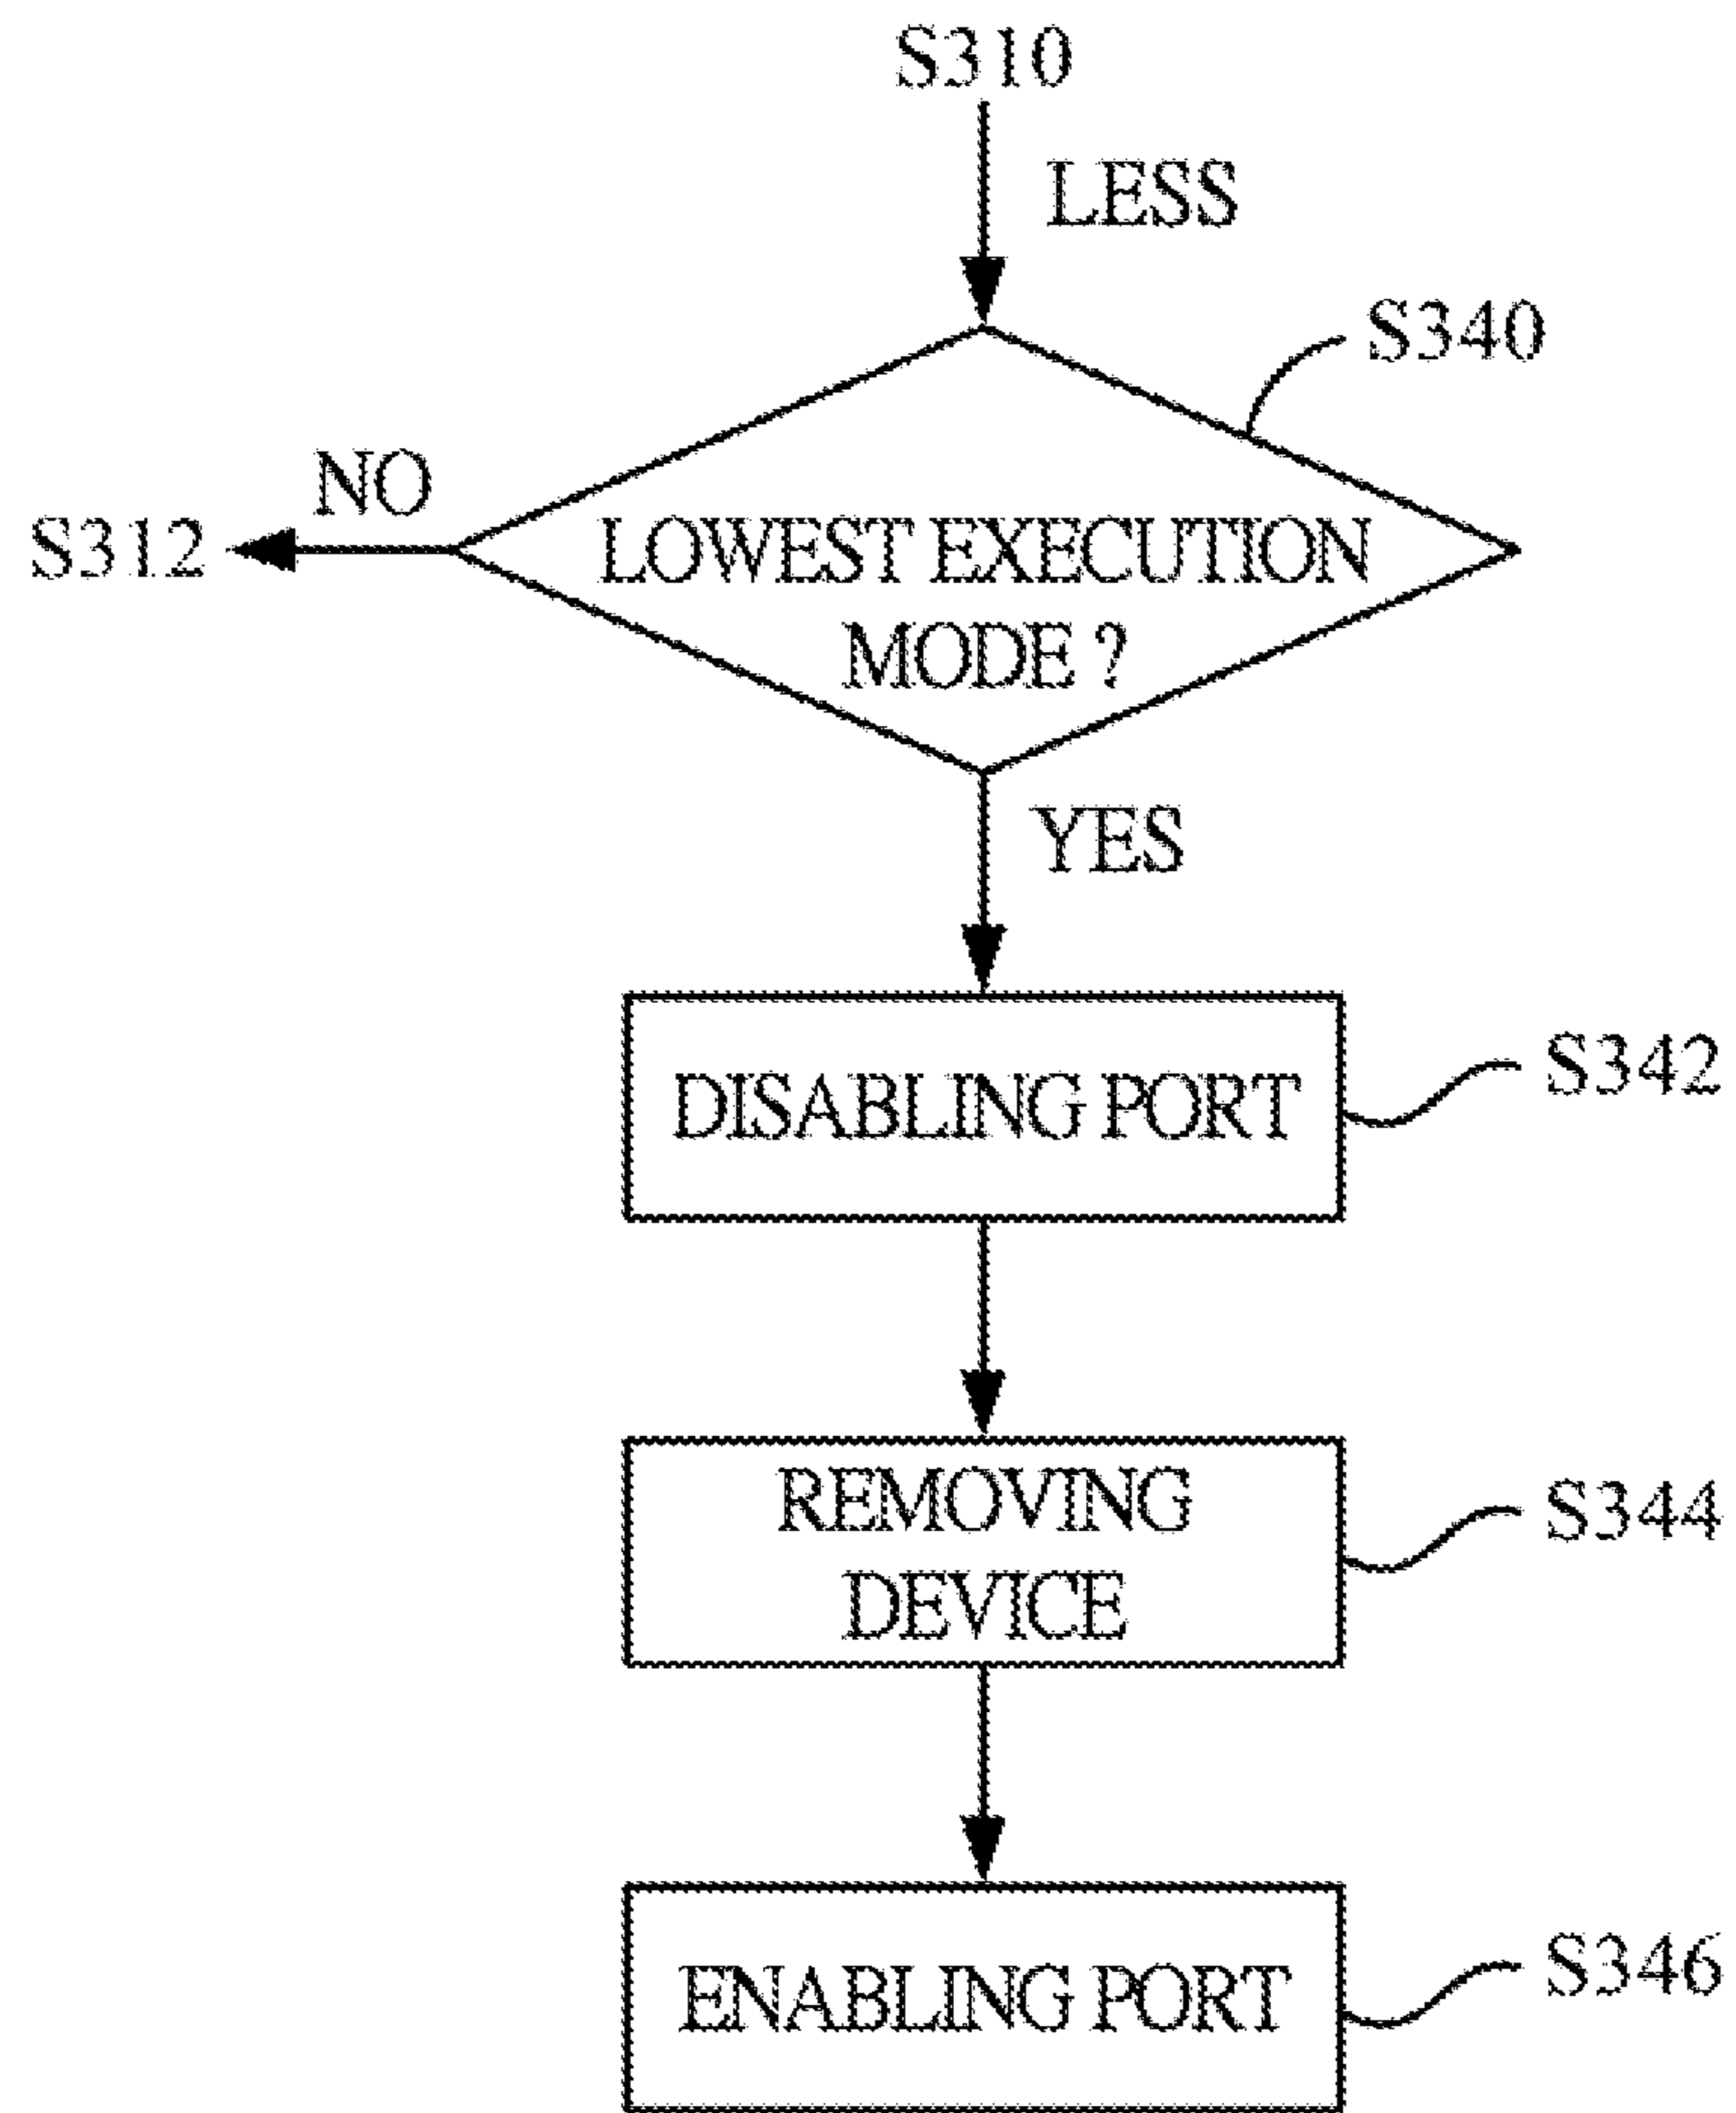 S310
LESS
S340
NO
S312
LOWEST EXECUTION
MODE ?
YES
DISABLING PORT
S342
REMOVING
DEVICE
S344
ENABLING PORT
S346